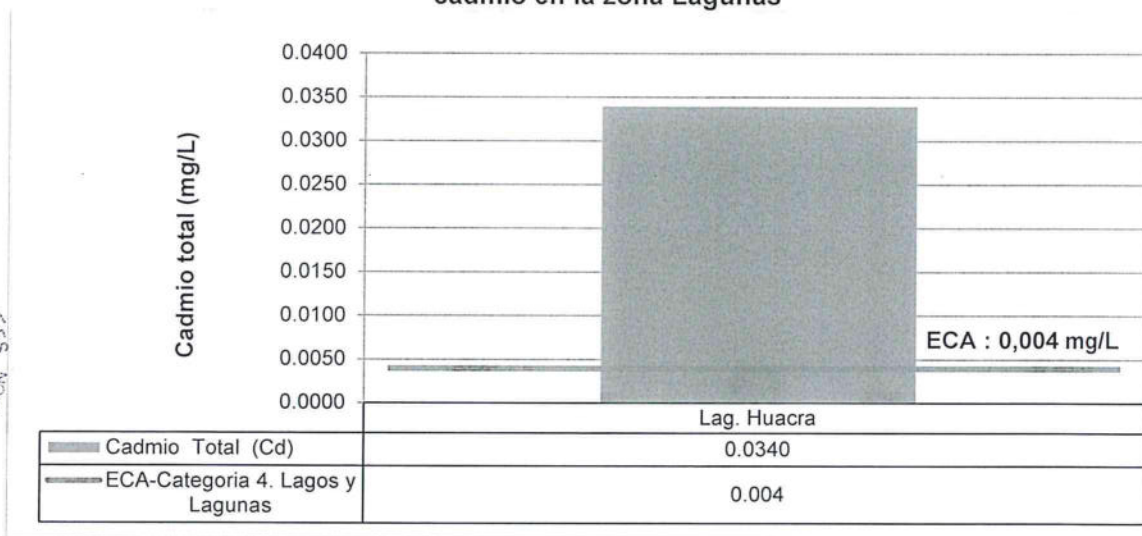 cadmio en la zona Lagunas
Cadmio total (mg/L)
0.0400
0.0350
0.0300
0.0250
0.0200
0.0150
0.0100
0.0050
0.0000
ECA : 0,004 mg/L
Lag. Huacra
Cadmio Total (Cd)
0.0340
ECA-Categoria 4. Lagos y
Lagunas
0.004